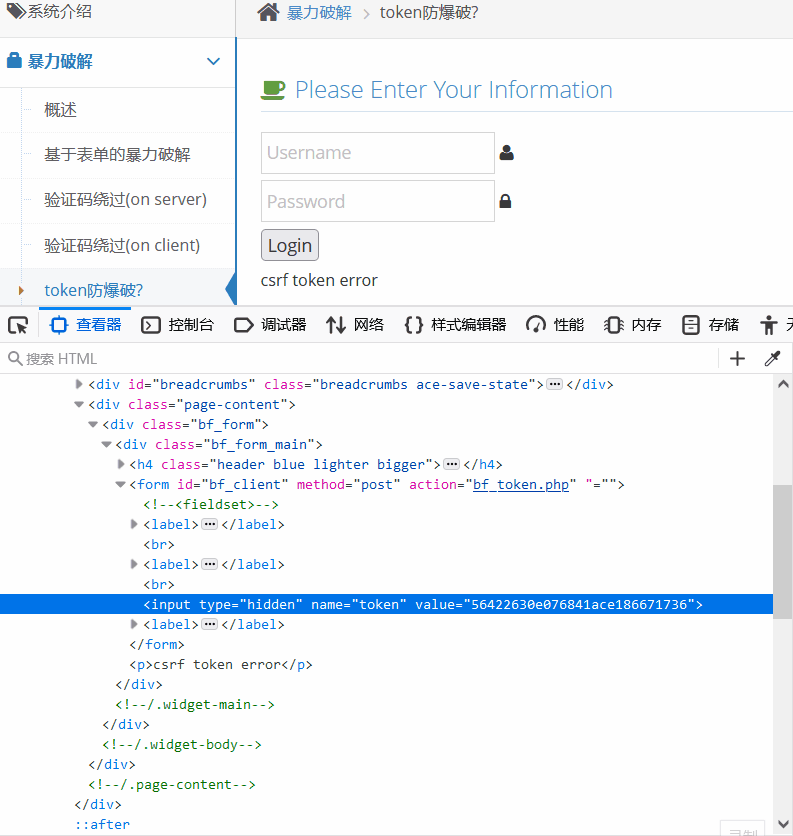 系统介绍
暴力破解 > token防爆破?
暴力破解
Please Enter Your Information
概述
基于表单的暴力破解
Username
验证码绕过(on server)
Password
验证码绕过(on client)
Login
token防爆破?
csrf token error
查看器 控制台 调试器 网络 {} 样式编辑器 性能 内存 存储
搜索 HTML
<div id="breadcrumbs" class="breadcrumbs ace-save-state">…</div>
<div class="page-content">
<div class="bf_form">
<div class="bf_form_main">
<h4 class="header blue lighter bigger">…</h4>
<form id="bf_client" method="post" action="bf_token.php" "="">
<!--<fieldset>-->
<label>…</label>
<br>
<label>…</label>
<br>
<input type="hidden" name="token" value="56422630e076841ace186671736">
<label>…</label>
</form>
<p>csrf token error</p>
</div>
<!--/.widget-main-->
</div>
<!--/.widget-body-->
</div>
<!--/.page-content-->
</div>
::after